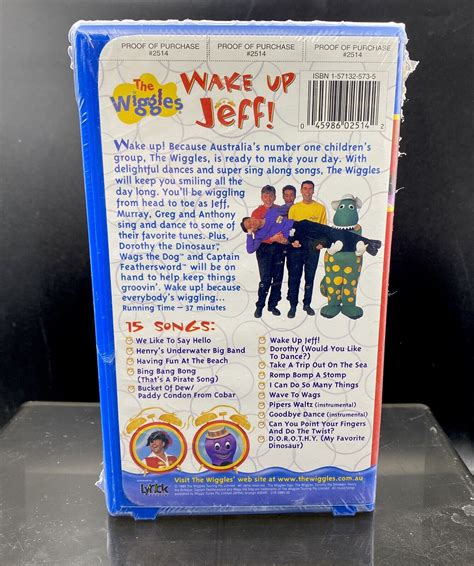 PROOF OF PURCHASE
#2514
PROOF OF PURCHASE
#2514
PROOF OF PURCHASE
#2514
The
Wiggles
WAKE UP
JEff!
ISBN 1-57132-573-5
0 45986 02514 2
Wake up! Because Australia's number one children's
group, The Wiggles, is ready to make your day. With
delightful dances and super sing along songs, The Wiggles
will keep you smiling all the
day long. You'll be wiggling
from head to toe as Jeff,
Murray, Greg and Anthony
sing and dance to some of
their favorite tunes. Plus,
Dorothy the Dinosaur,
Wags the Dog™ and Captain
Feathersword™ will be on
hand to help keep things
groovin'. Wake up! because
everybody's wiggling...
Running Time – 37 minutes
15 SONGS:
We Like To Say Hello
Henry's Underwater Big Band
Having Fun At the Beach
Bing Bang Bong
(That's A Pirate Song)
Bucket Of Dew/
Paddy Condon From Cobar
Wake Up Jeff!
Dorothy (Would You Like
To Dance?)
Take A Trip Out On The Sea
Romp Bomp A Stomp
I Can Do So Many Things
Wave To Wags
Pipers Waltz (instrumental)
Goodbye Dance (instrumental)
Can You Point Your Fingers
And Do The Twist?
D.O.R.O.T.H.Y. (My Favorite
Dinosaur)
Visit The Wiggles' web site at www.thewiggles.com.au
Lyrick